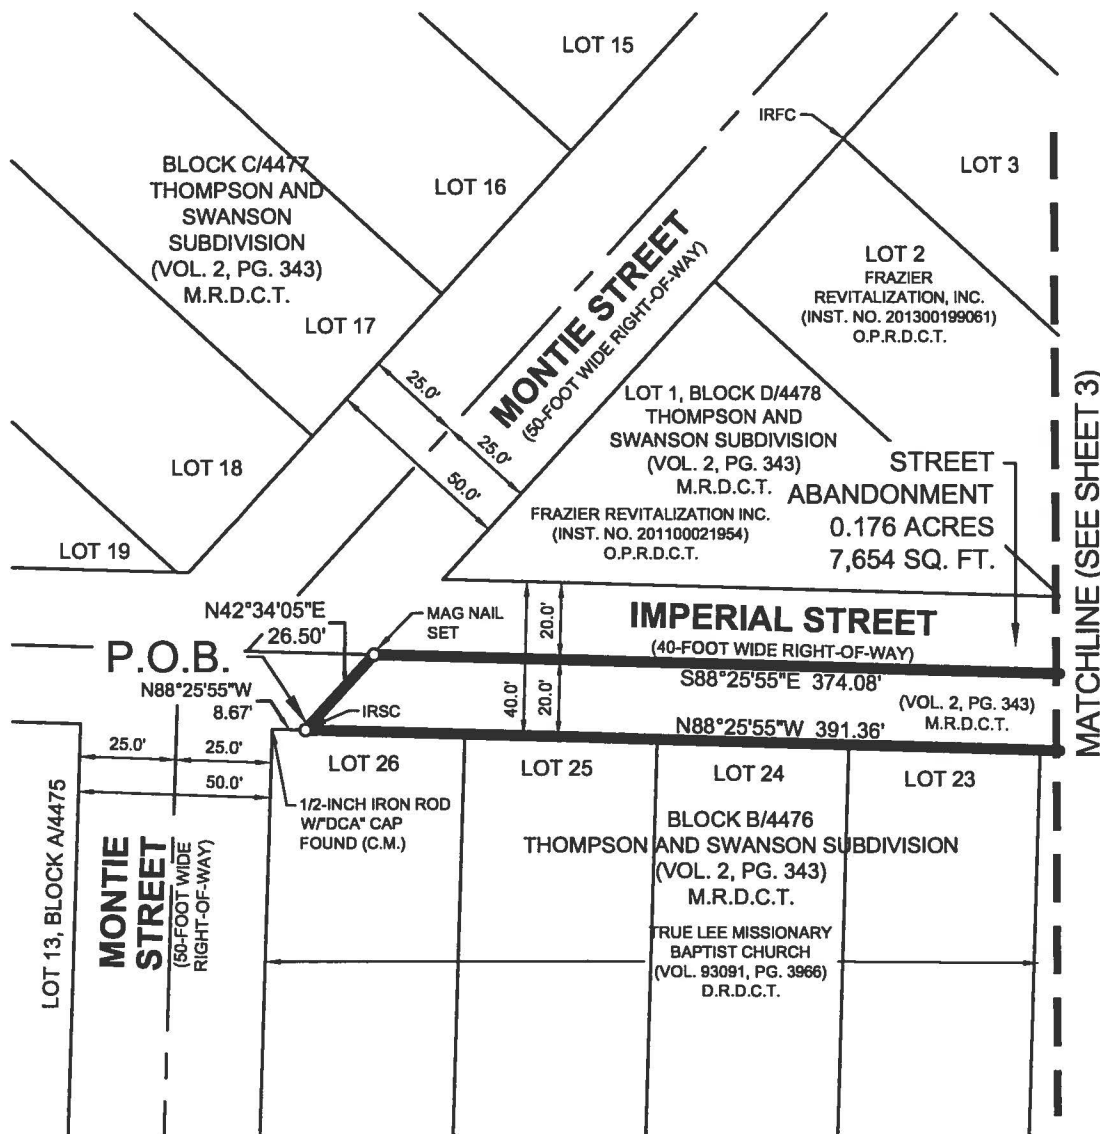 LOT 15
IRFC
BLOCK C/4477
THOMPSON AND
SWANSON
SUBDIVISION
(VOL. 2, PG. 343)
M.R.D.C.T.
LOT 16
LOT 3
LOT 17
MONTIE STREET
(50-FOOT WIDE RIGHT-OF-WAY)
LOT 2
FRAZIER
REVITALIZATION, INC.
(INST. NO. 201300199061)
O.P.R.D.C.T.
25.0'
25.0'
50.0'
LOT 18
LOT 1, BLOCK D/4478
THOMPSON AND
SWANSON SUBDIVISION
(VOL. 2, PG. 343)
M.R.D.C.T.
FRAZIER REVITALIZATION INC.
(INST. NO. 201100021954)
O.P.R.D.C.T.
STREET
ABANDONMENT
0.176 ACRES
7,654 SQ. FT.
MATCHLINE (SEE SHEET 3)
LOT 19
N42°34'05"E
26.50'
MAG NAIL
SET
P.O.B.
N88°25'55"W
8.67'
IRSC
20.0'
40.0'
20.0'
IMPERIAL STREET
(40-FOOT WIDE RIGHT-OF-WAY)
S88°25'55"E 374.08'
(VOL. 2, PG. 343)
M.R.D.C.T.
N88°25'55"W 391.36'
25.0'
25.0'
50.0'
LOT 26
LOT 25
LOT 24
LOT 23
1/2-INCH IRON ROD
W/"DCA" CAP
FOUND (C.M.)
LOT 13, BLOCK A/4475
MONTIE
STREET
(50-FOOT WIDE
RIGHT-OF-WAY)
BLOCK B/4476
THOMPSON AND SWANSON SUBDIVISION
(VOL. 2, PG. 343)
M.R.D.C.T.
TRUE LEE MISSIONARY
BAPTIST CHURCH
(VOL. 93091, PG. 3966)
D.R.D.C.T.